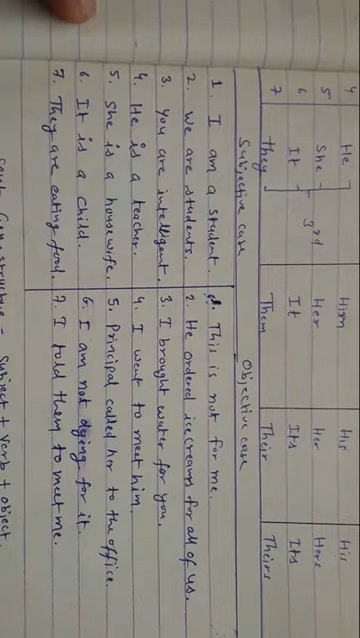 4 He Him His His
5 She 3rd Her Her Hers
6 It It Its Its
7 They Them Their Theirs
Subjective case Objective case
1. I am a student. 1. This is not for me.
2. We are students. 2. He ordered icecreams for all of us.
3. You are intelligent. 3. I brought water for you.
4. He is a teacher. 4. I went to meet him.
5. She is a housewife. 5. Principal called her to the office.
6. It is a child. 6. I am not dying for it.
7. They are eating food. 7. I told them to meet me.
structure = Subject + Verb + object.